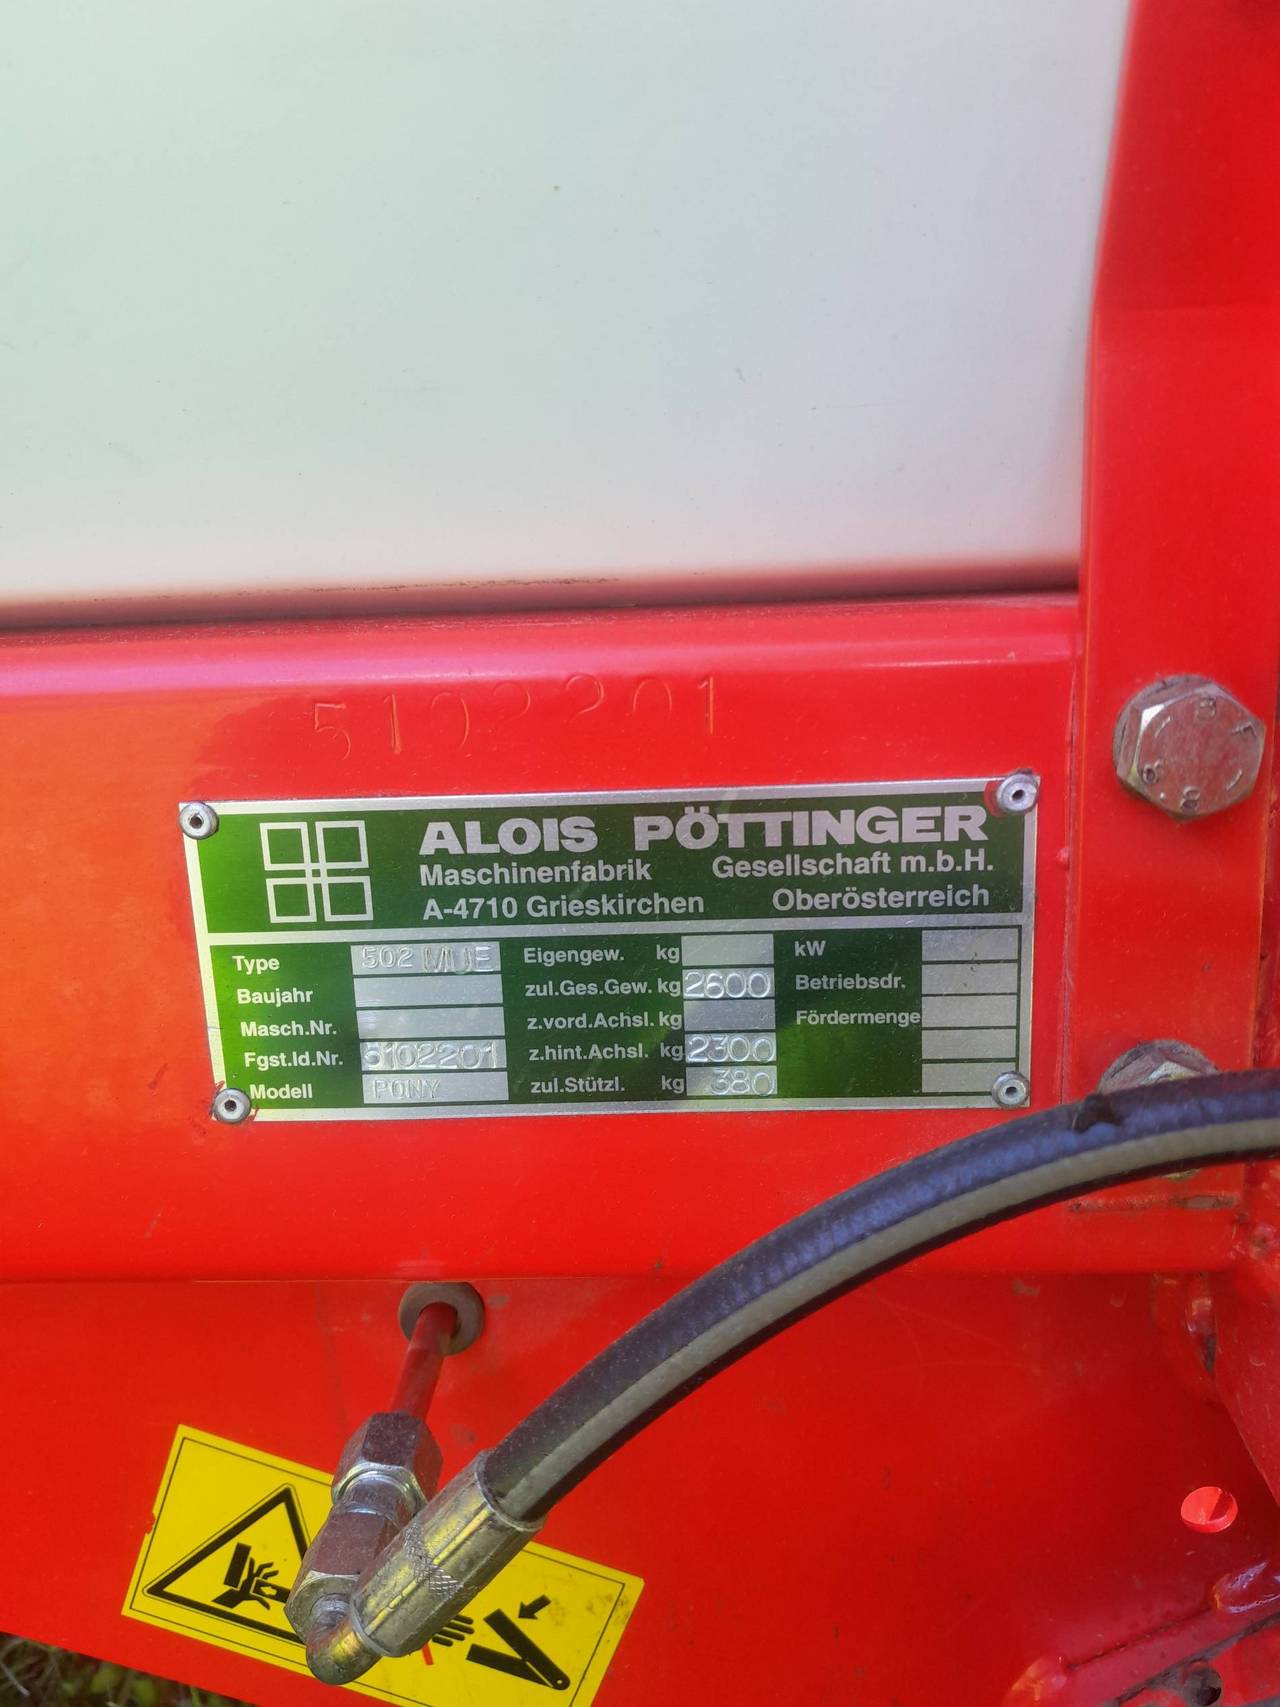 5102201
ALOIS PÖTTINGER
Maschinenfabrik Gesellschaft m.b.H.
A-4710 Grieskirchen Oberösterreich
Type 502 MUE Eigengew. kg kW
Baujahr zul.Ges.Gew. kg 2600 Betriebsdr.
Masch.Nr. z.vord.Achsl. kg Fördermenge
Fgst.Id.Nr. 5102201 z.hint.Achsl. kg 2300
Modell PONY zul.Stützl. kg 380
8 8